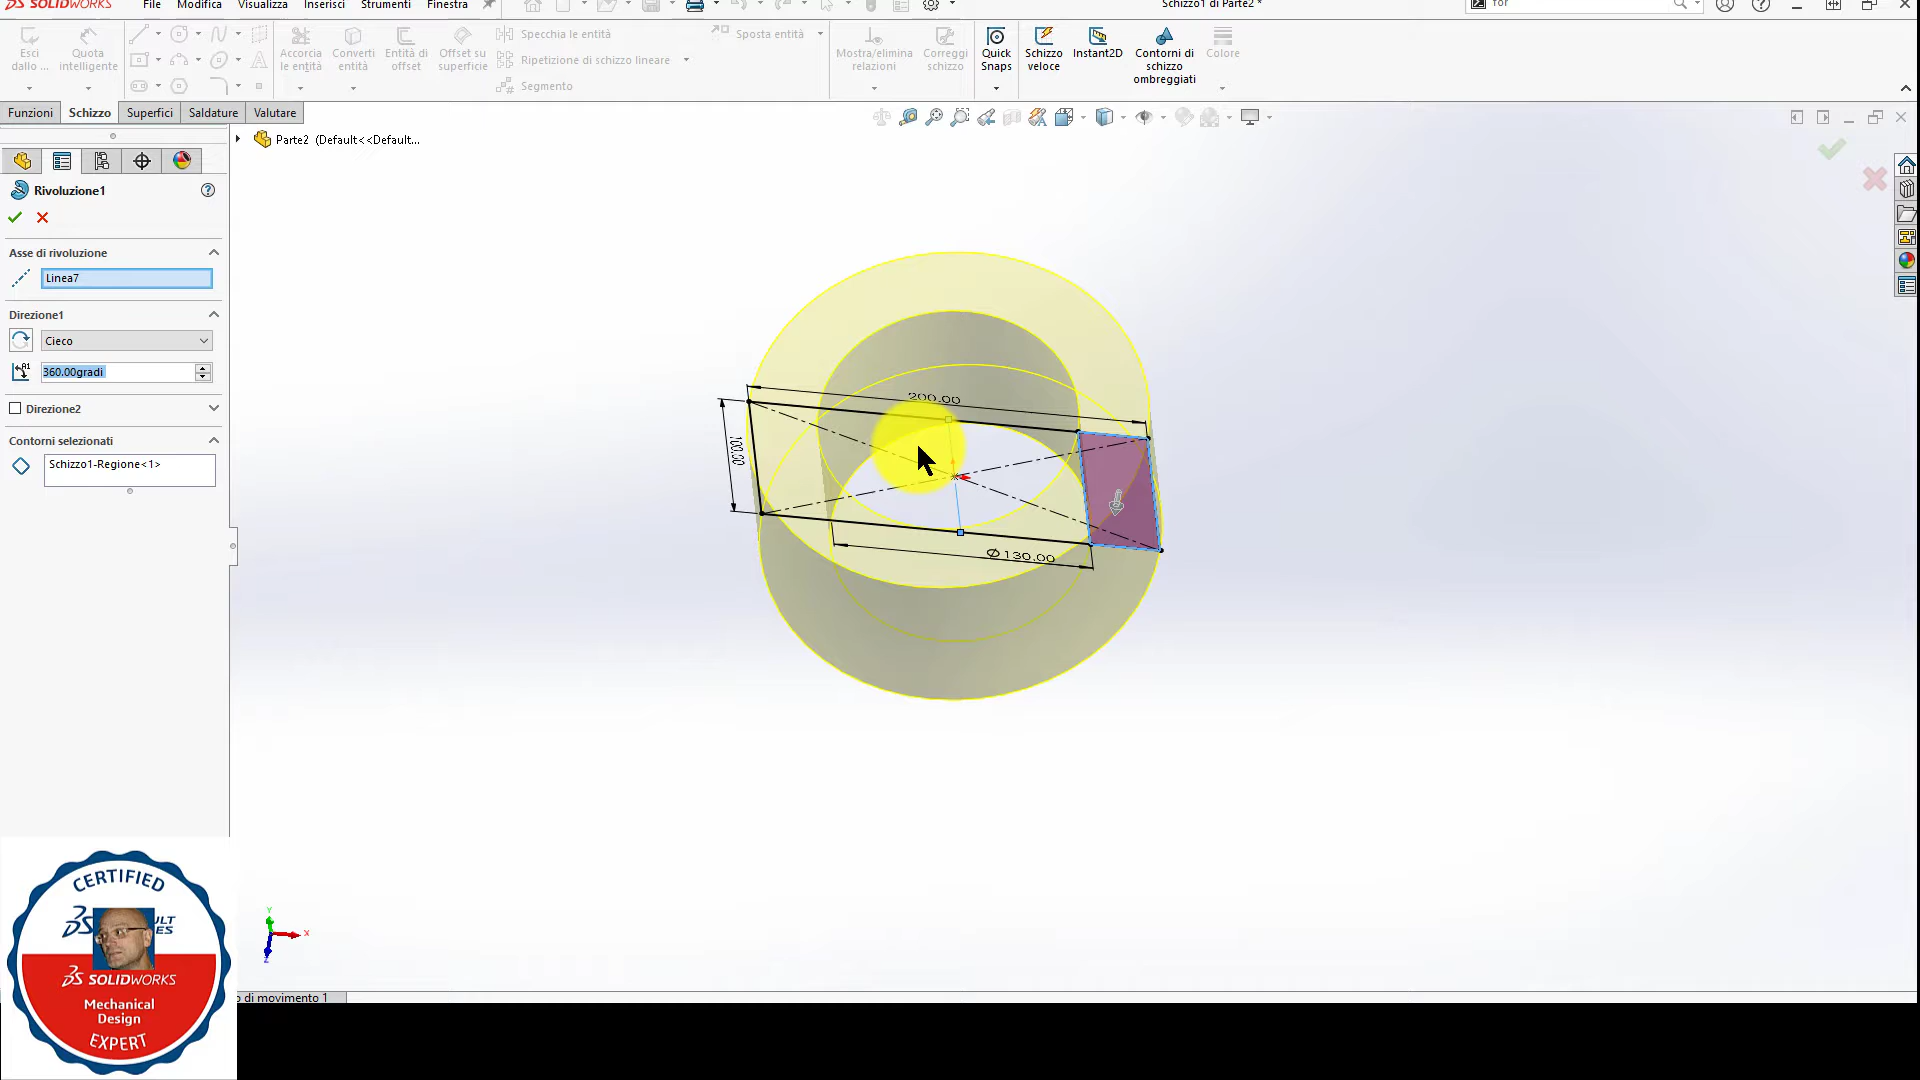 SOLIDWORKS
File
Modifica
Visualizza
Inserisci
Strumenti
Finestra
Schizzo1 di Parte2 *
for
Esci
dallo ...
Quota
intelligente
Accorcia
le entità
Converti
entità
Entità di
offset
Offset su
superficie
Specchia le entità
Ripetizione di schizzo lineare
Segmento
Sposta entità
Mostra/elimina
relazioni
Correggi
schizzo
Quick
Snaps
Schizzo
veloce
Instant2D
Contorni di
schizzo
ombreggiati
Colore
Funzioni
Schizzo
Superfici
Saldature
Valutare
Parte2 (Default<<Default...
Rivoluzione1
Asse di rivoluzione
Linea7
Direzione1
Cieco
360.00gradi
Direzione2
Contorni selezionati
Schizzo1-Regione<1>
200.00
100.00
Ø130.00
Y
X
Z
o di movimento 1
CERTIFIED
SOLIDWORKS
Mechanical
Design
EXPERT